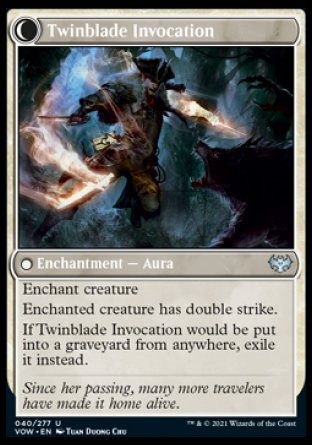 Twinblade Invocation
Enchantment — Aura
Enchant creature
Enchanted creature has double strike.
If Twinblade Invocation would be put
into a graveyard from anywhere, exile
it instead.
Since her passing, many more travelers
have made it home alive.
040/277 U
VOW • EN Tuan Duong Chu
™ & © 2021 Wizards of the Coast